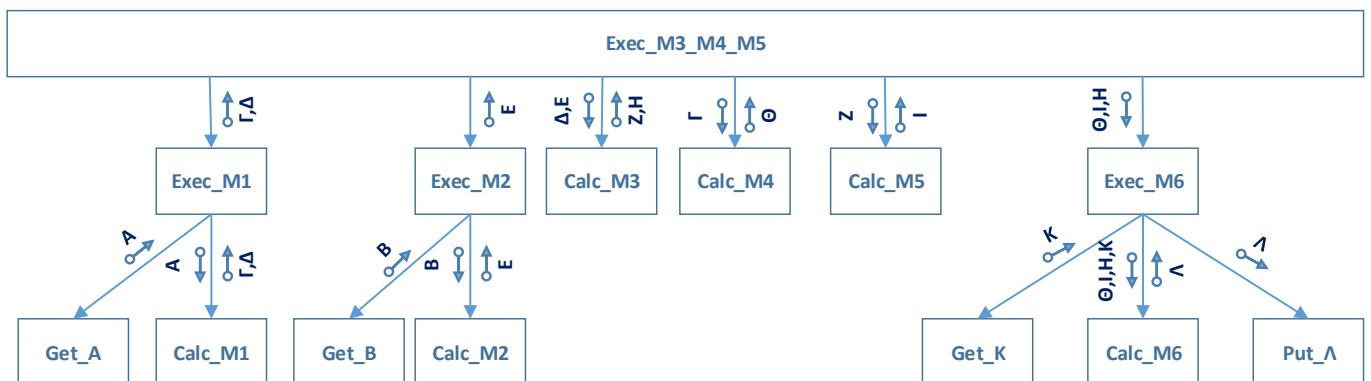 Exec_M3_M4_M5
Γ,Δ
Ε
Δ,Ε
Ζ,Η
Γ
Θ
Ζ
Ι
Θ,Ι,Η
Exec_M1
Exec_M2
Calc_M3
Calc_M4
Calc_M5
Exec_M6
Α
Α
Γ,Δ
Β
Β
Ε
Κ
Θ,Ι,Η,Κ
Λ
Λ
Get_A
Calc_M1
Get_B
Calc_M2
Get_K
Calc_M6
Put_Λ